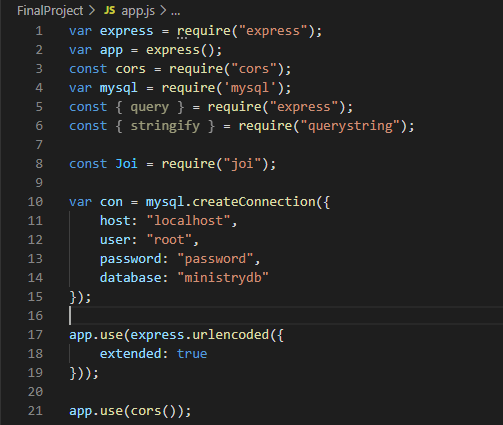 FinalProject > JS app.js > ...
1 var express = require("express");
2 var app = express();
3 const cors = require("cors");
4 var mysql = require('mysql');
5 const { query } = require("express");
6 const { stringify } = require("querystring");
7
8 const Joi = require("joi");
9
10 var con = mysql.createConnection({
11 host: "localhost",
12 user: "root",
13 password: "password",
14 database: "ministrydb"
15 });
16
17 app.use(express.urlencoded({
18 extended: true
19 }));
20
21 app.use(cors());